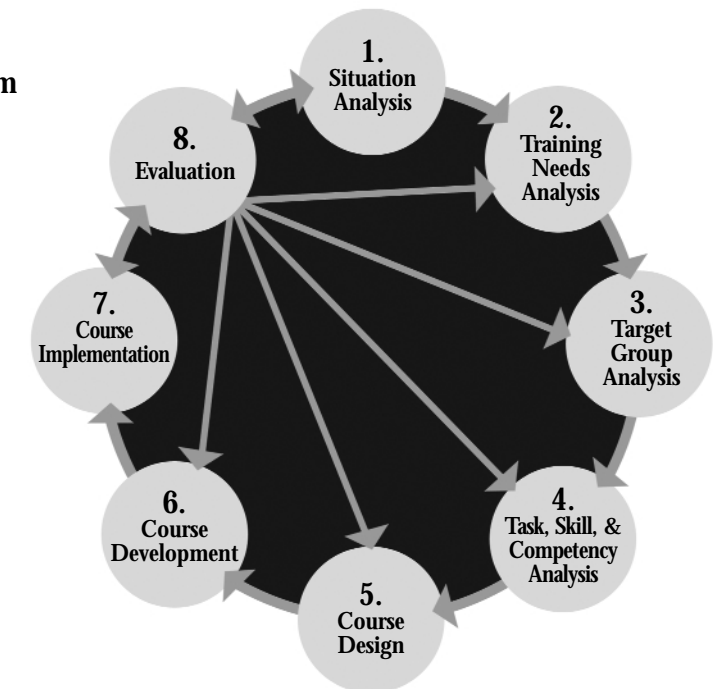 m
1.
Situation
Analysis
2.
Training
Needs
Analysis
3.
Target
Group
Analysis
4.
Task, Skill, &
Competency
Analysis
5.
Course
Design
6.
Course
Development
7.
Course
Implementation
8.
Evaluation